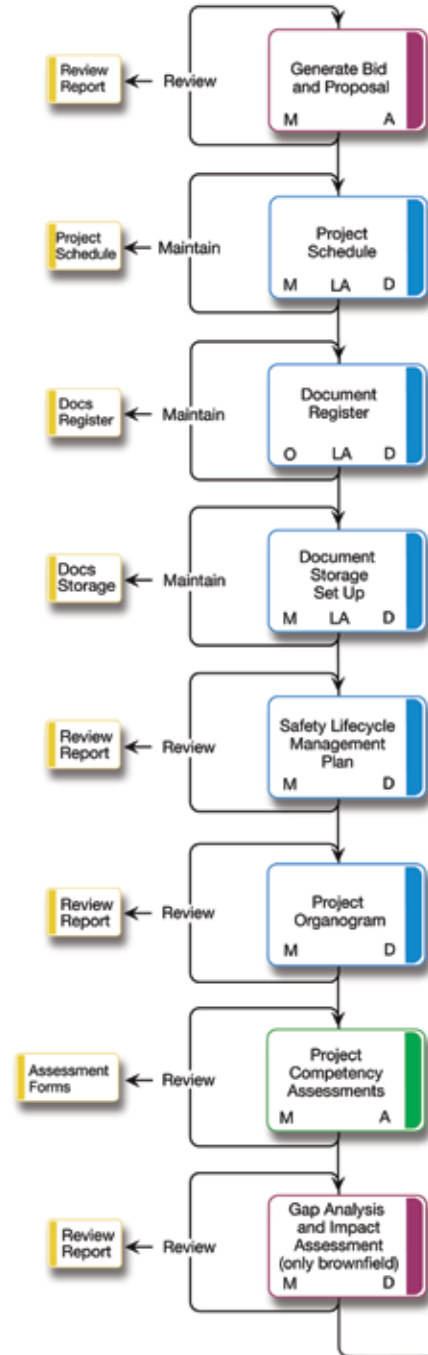 Review
Report
Review
Generate Bid
and Proposal
M A
Project
Schedule
Maintain
Project
Schedule
M LA D
Docs
Register
Maintain
Document
Register
O LA D
Docs
Storage
Maintain
Document
Storage
Set Up
M LA D
Review
Report
Review
Safety Lifecycle
Management
Plan
M D
Review
Report
Review
Project
Organogram
M D
Assessment
Forms
Review
Project
Competency
Assessments
M A
Review
Report
Review
Gap Analysis
and Impact
Assessment
(only brownfield)
M D